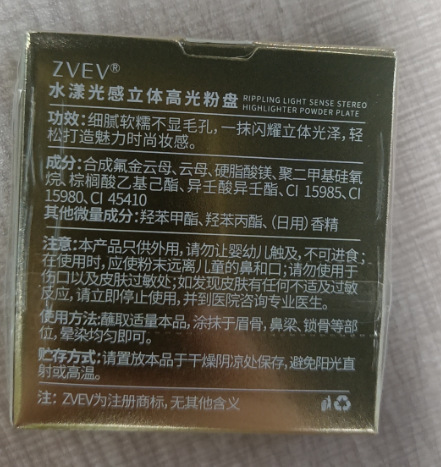 ZVEV®
水漾光感立体高光粉盘 RIPPLING LIGHT SENSE STEREO
HIGHLIGHTER POWDER PLATE
功效:细腻软糯不显毛孔,一抹闪耀立体光泽,轻
松打造魅力时尚妆感。
成分:合成氟金云母、云母、硬脂酸镁、聚二甲基硅氧
烷、棕榈酸乙基己酯、异壬酸异壬酯、CI 15985、CI
15980、CI 45410
其他微量成分:羟苯甲酯、羟苯丙酯、(日用)香精
注意:本产品只供外用,请勿让婴幼儿触及,不可进食;
在使用时,应使粉末远离儿童的鼻和口;请勿使用于
伤口以及皮肤过敏处;如发现皮肤有任何不适及过敏
反应,请立即停止使用,并到医院咨询专业医生。
使用方法:蘸取适量本品,涂抹于眉骨,鼻梁、锁骨等部
位,晕染均匀即可。
贮存方式:请置放本品于干燥阴凉处保存,避免阳光直
射或高温。
注: ZVEV为注册商标,无其他含义